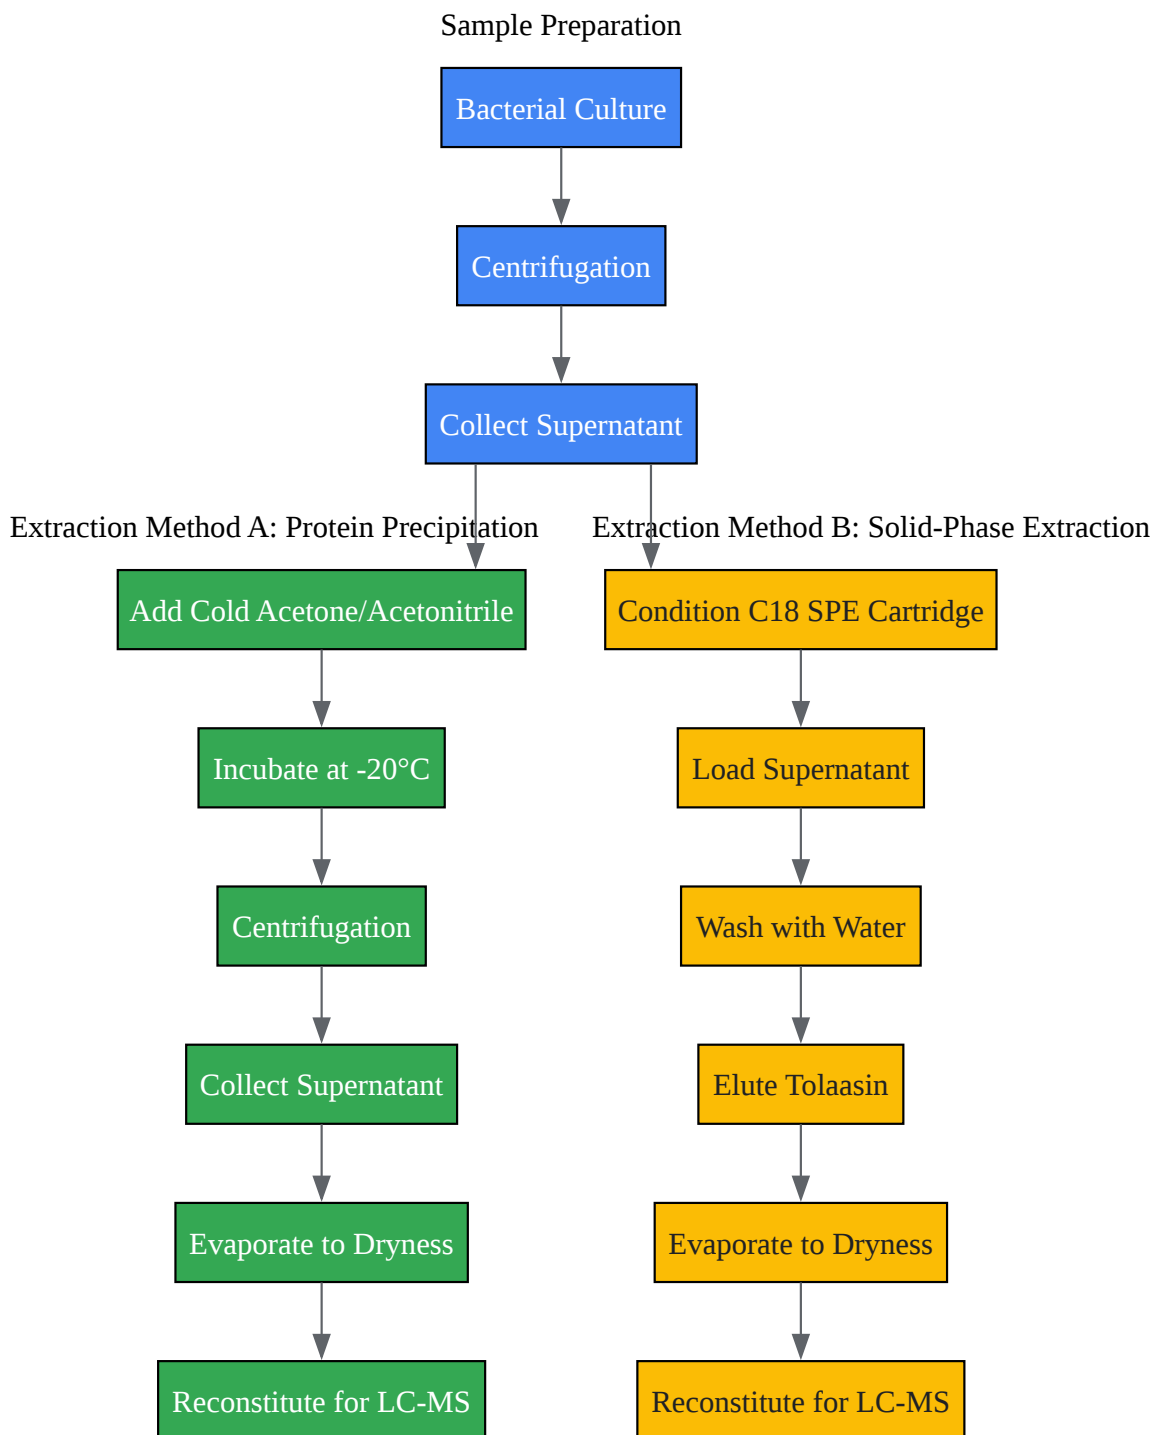 Sample Preparation
Bacterial Culture
Centrifugation
Collect Supernatant
Extraction Method A: Protein Precipitation
Add Cold Acetone/Acetonitrile
Incubate at -20°C
Centrifugation
Collect Supernatant
Evaporate to Dryness
Reconstitute for LC-MS
Extraction Method B: Solid-Phase Extraction
Condition C18 SPE Cartridge
Load Supernatant
Wash with Water
Elute Tolaasin
Evaporate to Dryness
Reconstitute for LC-MS